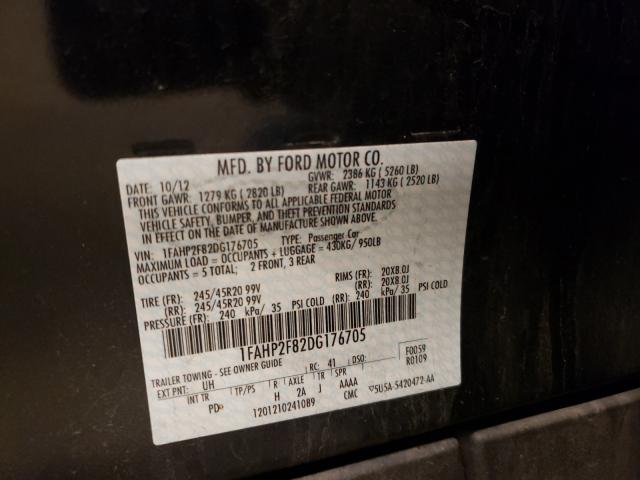 MFD. BY FORD MOTOR CO.
DATE: 10/12 GVWR: 2386 KG ( 5260 LB)
FRONT GAWR: 1279 KG ( 2820 LB) REAR GAWR: 1143 KG ( 2520 LB)
THIS VEHICLE CONFORMS TO ALL APPLICABLE FEDERAL MOTOR
VEHICLE SAFETY, BUMPER, AND THEFT PREVENTION STANDARDS
IN EFFECT ON THE DATE OF MANUFACTURE SHOWN ABOVE.
VIN: 1FAHP2F82DG176705 TYPE: Passenger Car
MAXIMUM LOAD = OCCUPANTS + LUGGAGE = 430KG/ 950LB
OCCUPANTS = 5 TOTAL; 2 FRONT, 3 REAR
TIRE (FR): 245/45R20 99V RIMS (FR): 20X8.0J
(RR): 245/45R20 99V (RR): 20X8.0J
PRESSURE (FR): 240 kPa/ 35 PSI COLD (RR): 240 kPa/ 35 PSI COLD
1FAHP2F82DG176705
TRAILER TOWING - SEE OWNER GUIDE
F0059
R0109
EXT PNT: UH RC: 41 DSO:
INT TR TP/PS R AXLE TR SPR
PD H 2A J AAAA
CMC 5U5A-5420472-AA
12012102410B9